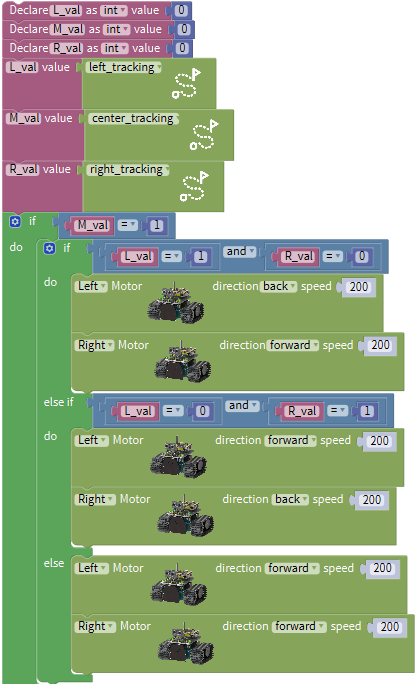 Declare L_val as int value 0
Declare M_val as int value 0
Declare R_val as int value 0
L_val value left_tracking
M_val value center_tracking
R_val value right_tracking
if M_val = 1
do if L_val = 1 and R_val = 0
do Left Motor direction back speed 200
Right Motor direction forward speed 200
else if L_val = 0 and R_val = 1
do Left Motor direction forward speed 200
Right Motor direction back speed 200
else Left Motor direction forward speed 200
Right Motor direction forward speed 200